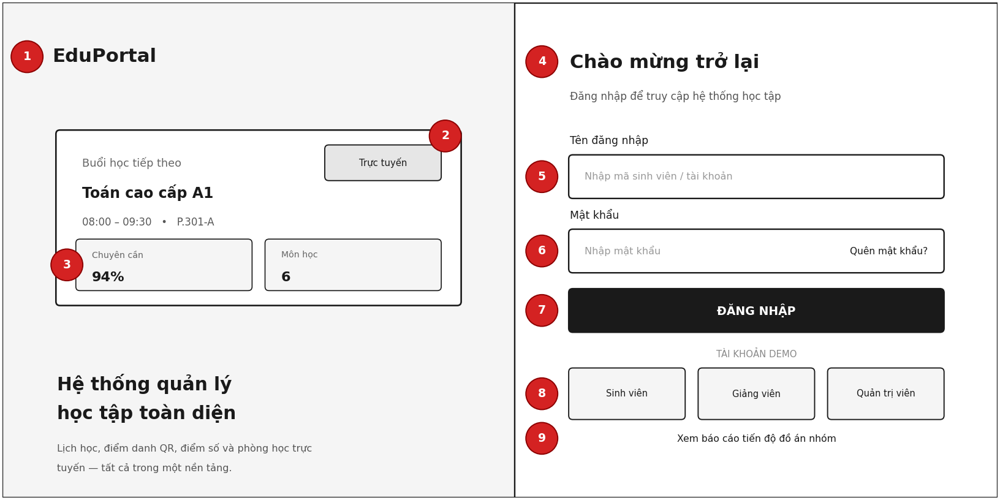 1
EduPortal
2
Buổi học tiếp theo
Trực tuyến
Toán cao cấp A1
08:00 – 09:30 • P.301-A
3
Chuyên cần
94%
Môn học
6
Hệ thống quản lý
học tập toàn diện
Lịch học, điểm danh QR, điểm số và phòng học trực
tuyến — tất cả trong một nền tảng.
4
Chào mừng trở lại
Đăng nhập để truy cập hệ thống học tập
Tên đăng nhập
5
Nhập mã sinh viên / tài khoản
Mật khẩu
6
Nhập mật khẩu
Quên mật khẩu?
7
ĐĂNG NHẬP
TÀI KHOẢN DEMO
8
Sinh viên
Giảng viên
Quản trị viên
9
Xem báo cáo tiến độ đồ án nhóm